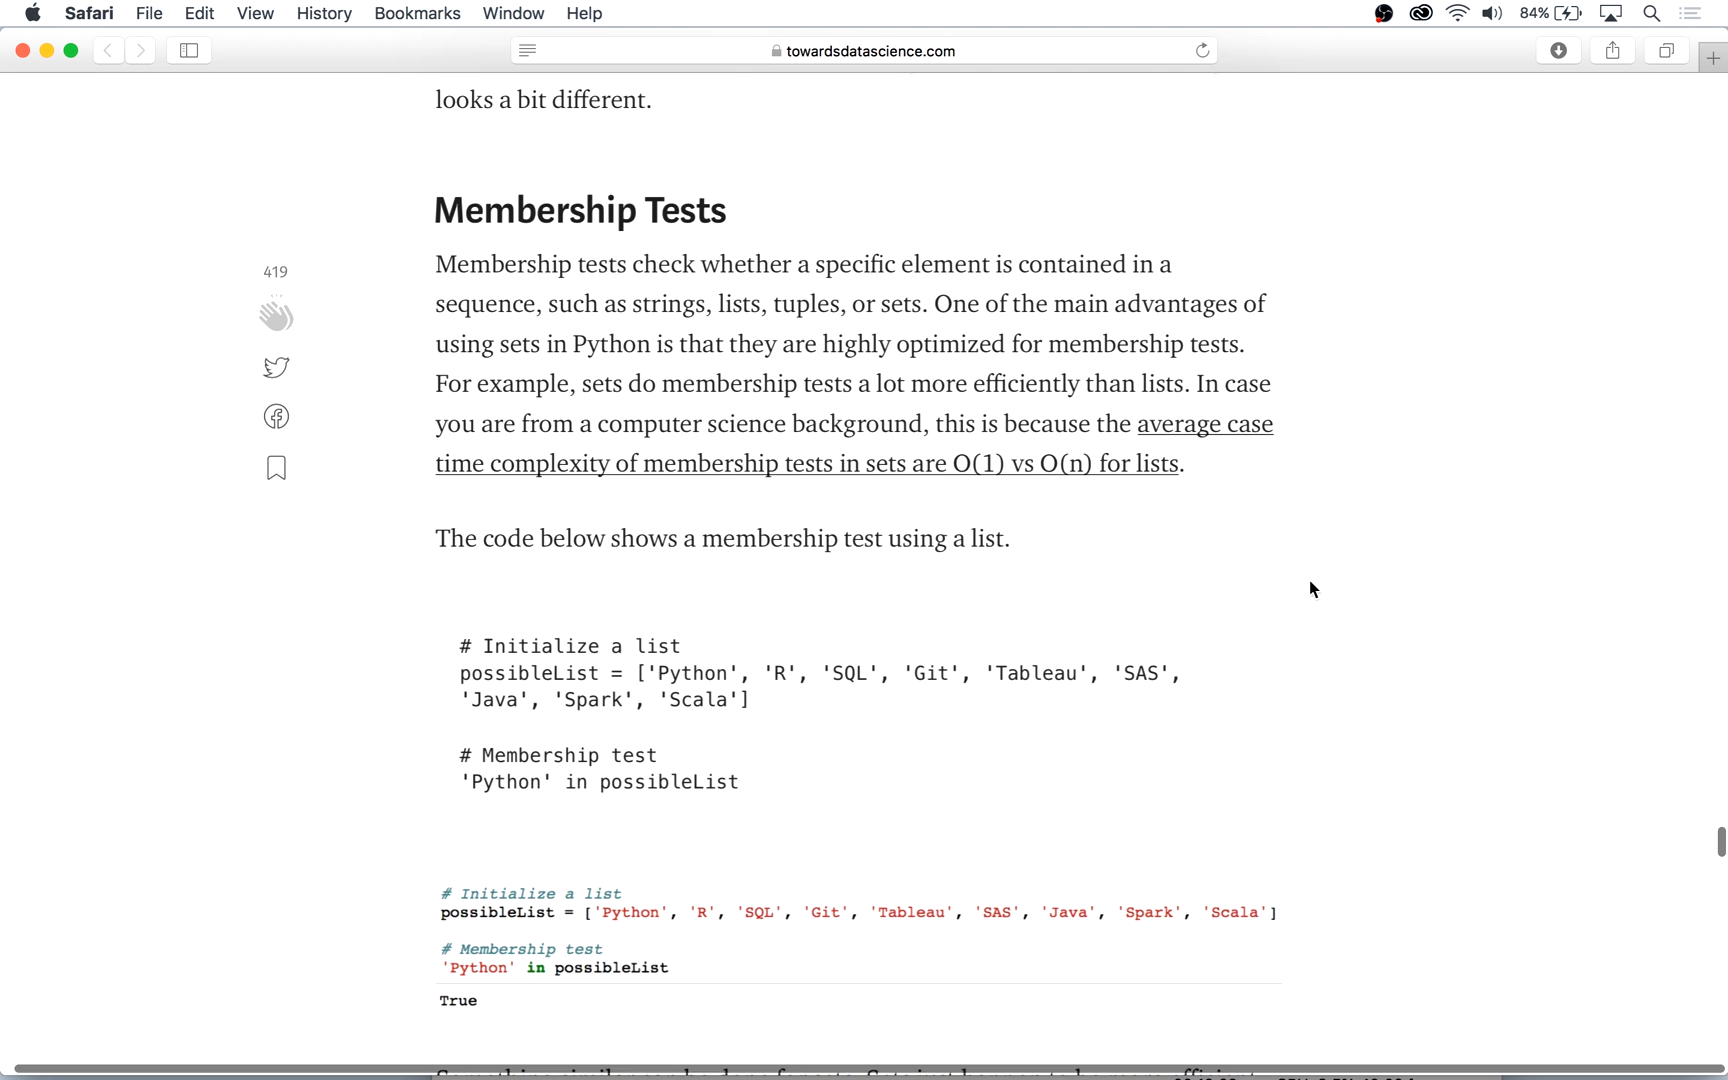 Safari File Edit View History Bookmarks Window Help 84%
towardsdatascience.com
looks a bit different.
Membership Tests
419
Membership tests check whether a specific element is contained in a
sequence, such as strings, lists, tuples, or sets. One of the main advantages of
using sets in Python is that they are highly optimized for membership tests.
For example, sets do membership tests a lot more efficiently than lists. In case
you are from a computer science background, this is because the average case
time complexity of membership tests in sets are O(1) vs O(n) for lists.
The code below shows a membership test using a list.
# Initialize a list
possibleList = ['Python', 'R', 'SQL', 'Git', 'Tableau', 'SAS',
'Java', 'Spark', 'Scala']
# Membership test
'Python' in possibleList
# Initialize a list
possibleList = ['Python', 'R', 'SQL', 'Git', 'Tableau', 'SAS', 'Java', 'Spark', 'Scala']
# Membership test
'Python' in possibleList
True